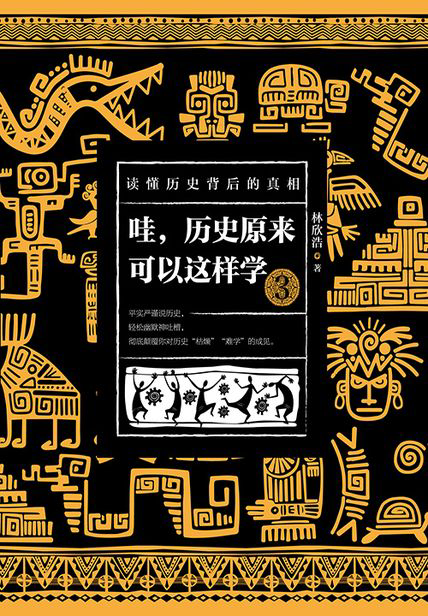 读懂历史背后的真相
哇，历史原来
可以这样学
3
林欣浩 著
平实严谨说历史，
轻松幽默神吐槽，
彻底颠覆你对历史“枯燥”“难学”的成见。